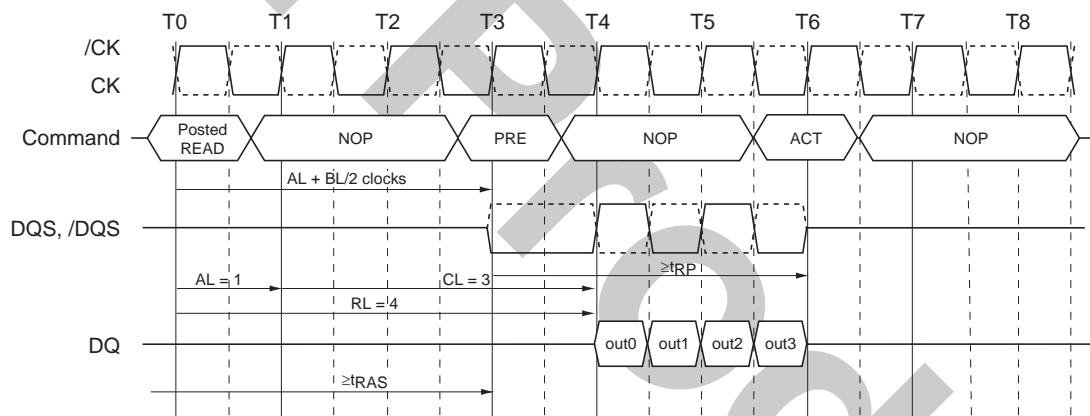 T0 T1 T2 T3 T4 T5 T6 T7 T8
/CK
CK
Command
Posted READ
NOP
PRE
NOP
ACT
NOP
AL + BL/2 clocks
DQS, /DQS
≥tRP
AL = 1
CL = 3
RL = 4
DQ
out0 out1 out2 out3
≥tRAS